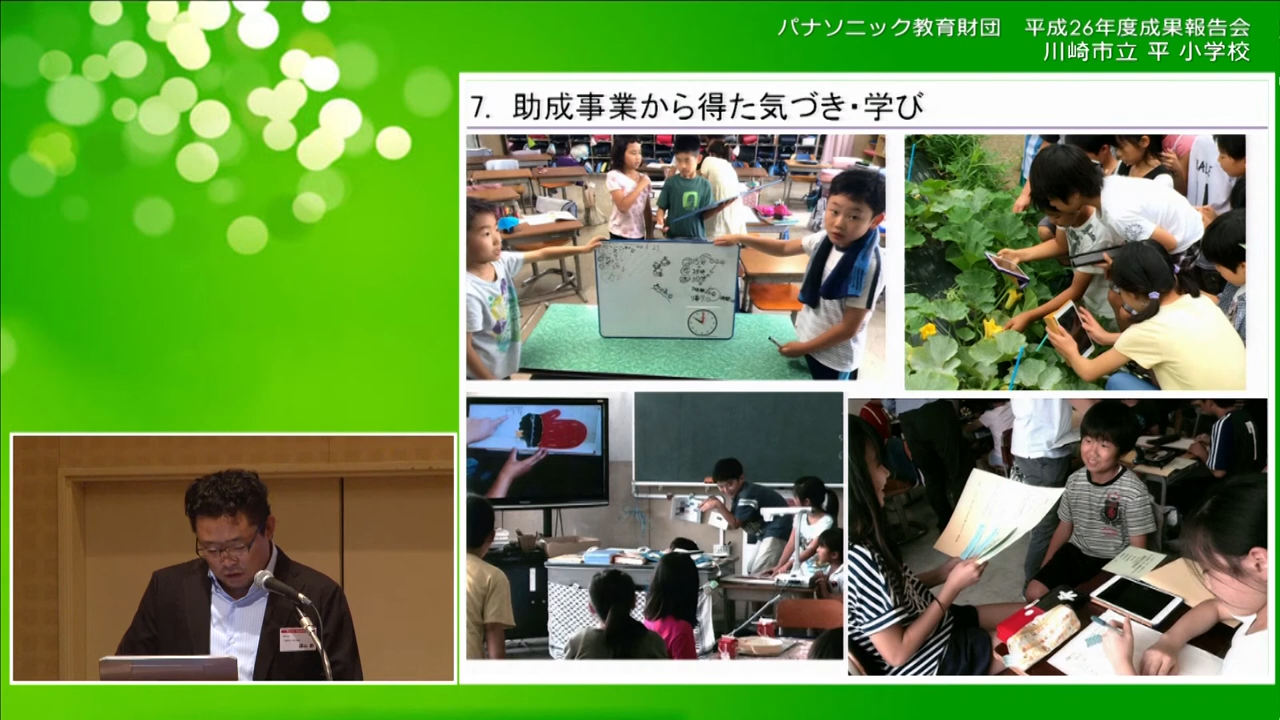 パナソニック教育財団　平成26年度成果報告会
川崎市立 平 小学校
7. 助成事業から得た気づき・学び